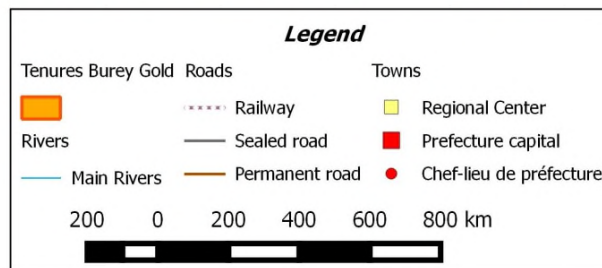 Legend
Tenures Burey Gold Roads Towns
Railway Regional Center
Rivers Sealed road Prefecture capital
Main Rivers Permanent road Chef-lieu de préfecture
200 0 200 400 600 800 km